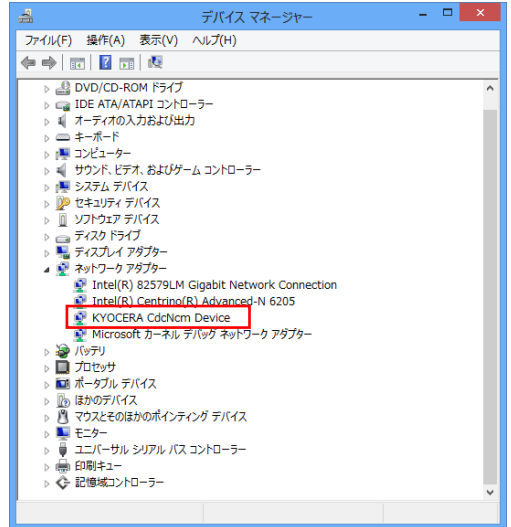 デバイス マネージャー
ファイル(F) 操作(A) 表示(V) ヘルプ(H)
DVD/CD-ROM ドライブ
IDE ATA/ATAPI コントローラー
オーディオの入力および出力
キーボード
コンピューター
サウンド、ビデオ、およびゲーム コントローラー
システム デバイス
セキュリティ デバイス
ソフトウェア デバイス
ディスク ドライブ
ディスプレイ アダプター
ネットワーク アダプター
Intel(R) 82579LM Gigabit Network Connection
Intel(R) Centrino(R) Advanced-N 6205
KYOCERA CdcNcm Device
Microsoft カーネル デバッグ ネットワーク アダプター
バッテリ
プロセッサ
ポータブル デバイス
ほかのデバイス
マウスとそのほかのポインティング デバイス
モニター
ユニバーサル シリアル バス コントローラー
印刷キュー
記憶域コントローラー